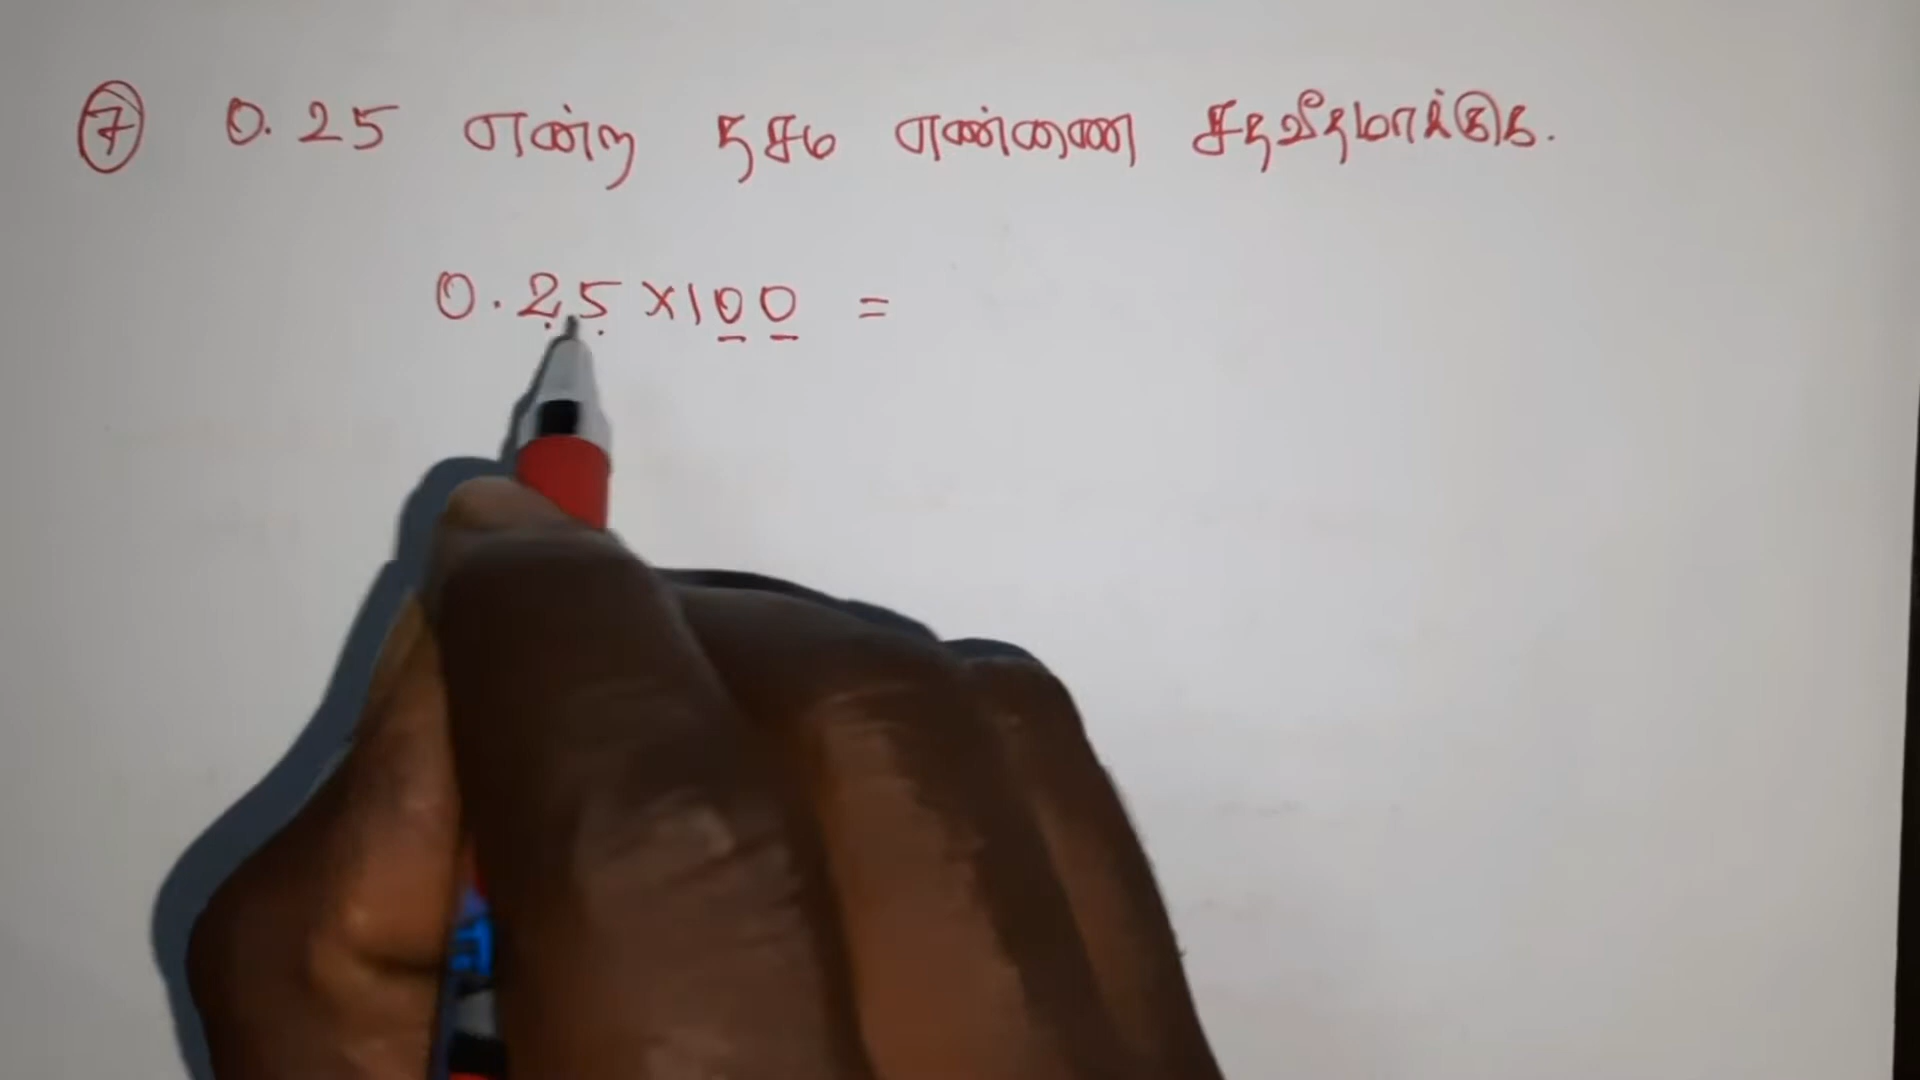 7 0.25 என்ற தசம எண்ணை சதவீதமாக்குக.
0.25 × 100 =